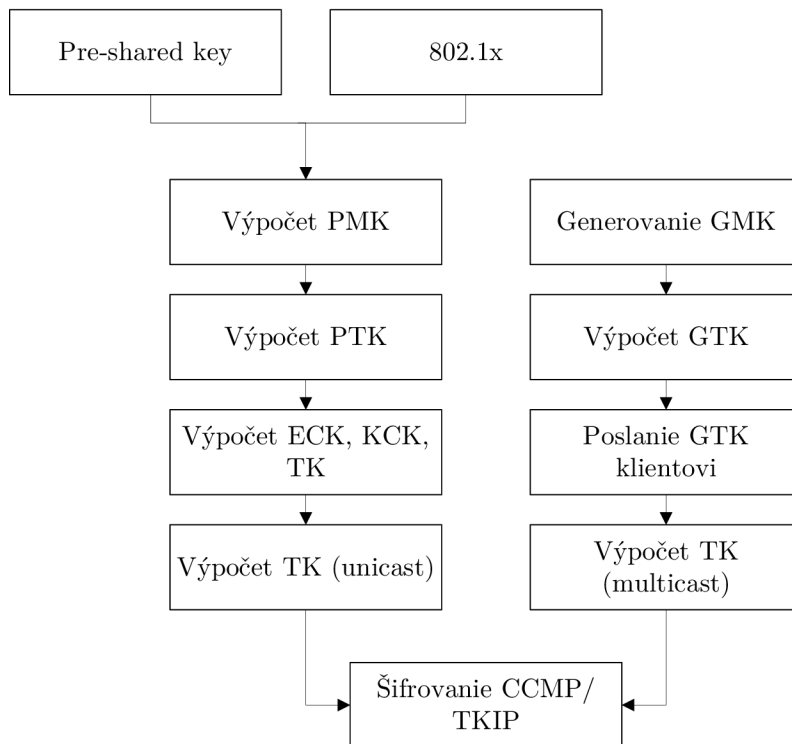 Pre-shared key
802.1x
Výpočet PMK
Generovanie GMK
Výpočet PTK
Výpočet GTK
Výpočet ECK, KCK,
TK
Poslanie GTK
klientovi
Výpočet TK (unicast)
Výpočet TK
(multicast)
Šifrovanie CCMP/
TKIP